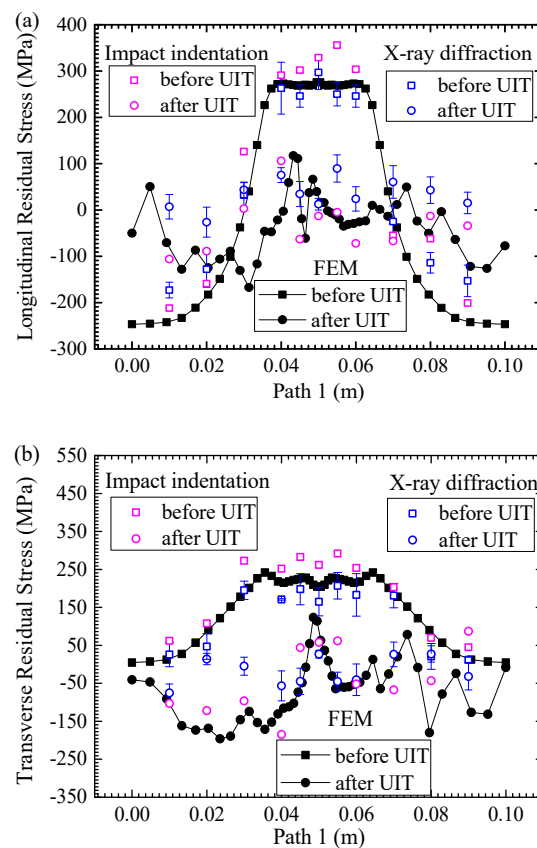 (a)
Longitudinal Residual Stress (MPa)
400
300
200
100
0
-100
-200
-300
Impact indentation
before UIT
after UIT
X-ray diffraction
before UIT
after UIT
FEM
before UIT
after UIT
0.00 0.02 0.04 0.06 0.08 0.10
Path 1 (m)
(b)
Transverse Residual Stress (MPa)
550
450
350
250
150
50
-50
-150
-250
-350
Impact indentation
before UIT
after UIT
X-ray diffraction
before UIT
after UIT
FEM
before UIT
after UIT
0.00 0.02 0.04 0.06 0.08 0.10
Path 1 (m)